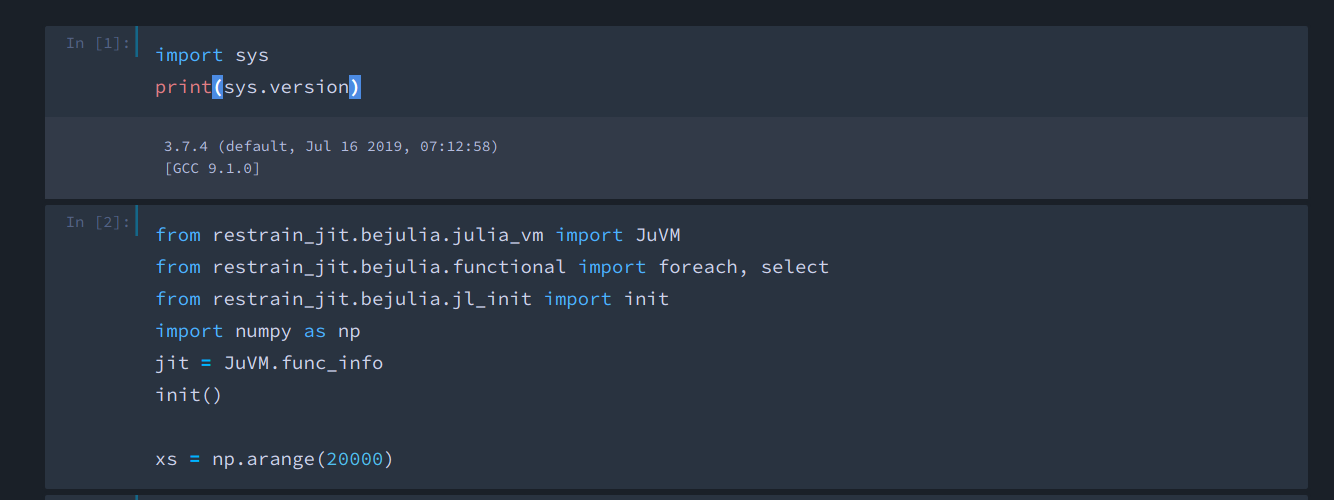 In [1]:
import sys
print(sys.version)
3.7.4 (default, Jul 16 2019, 07:12:58)
[GCC 9.1.0]
In [2]:
from restrain_jit.bejulia.julia_vm import JuVM
from restrain_jit.bejulia.functional import foreach, select
from restrain_jit.bejulia.jl_init import init
import numpy as np
jit = JuVM.func_info
init()
xs = np.arange(20000)